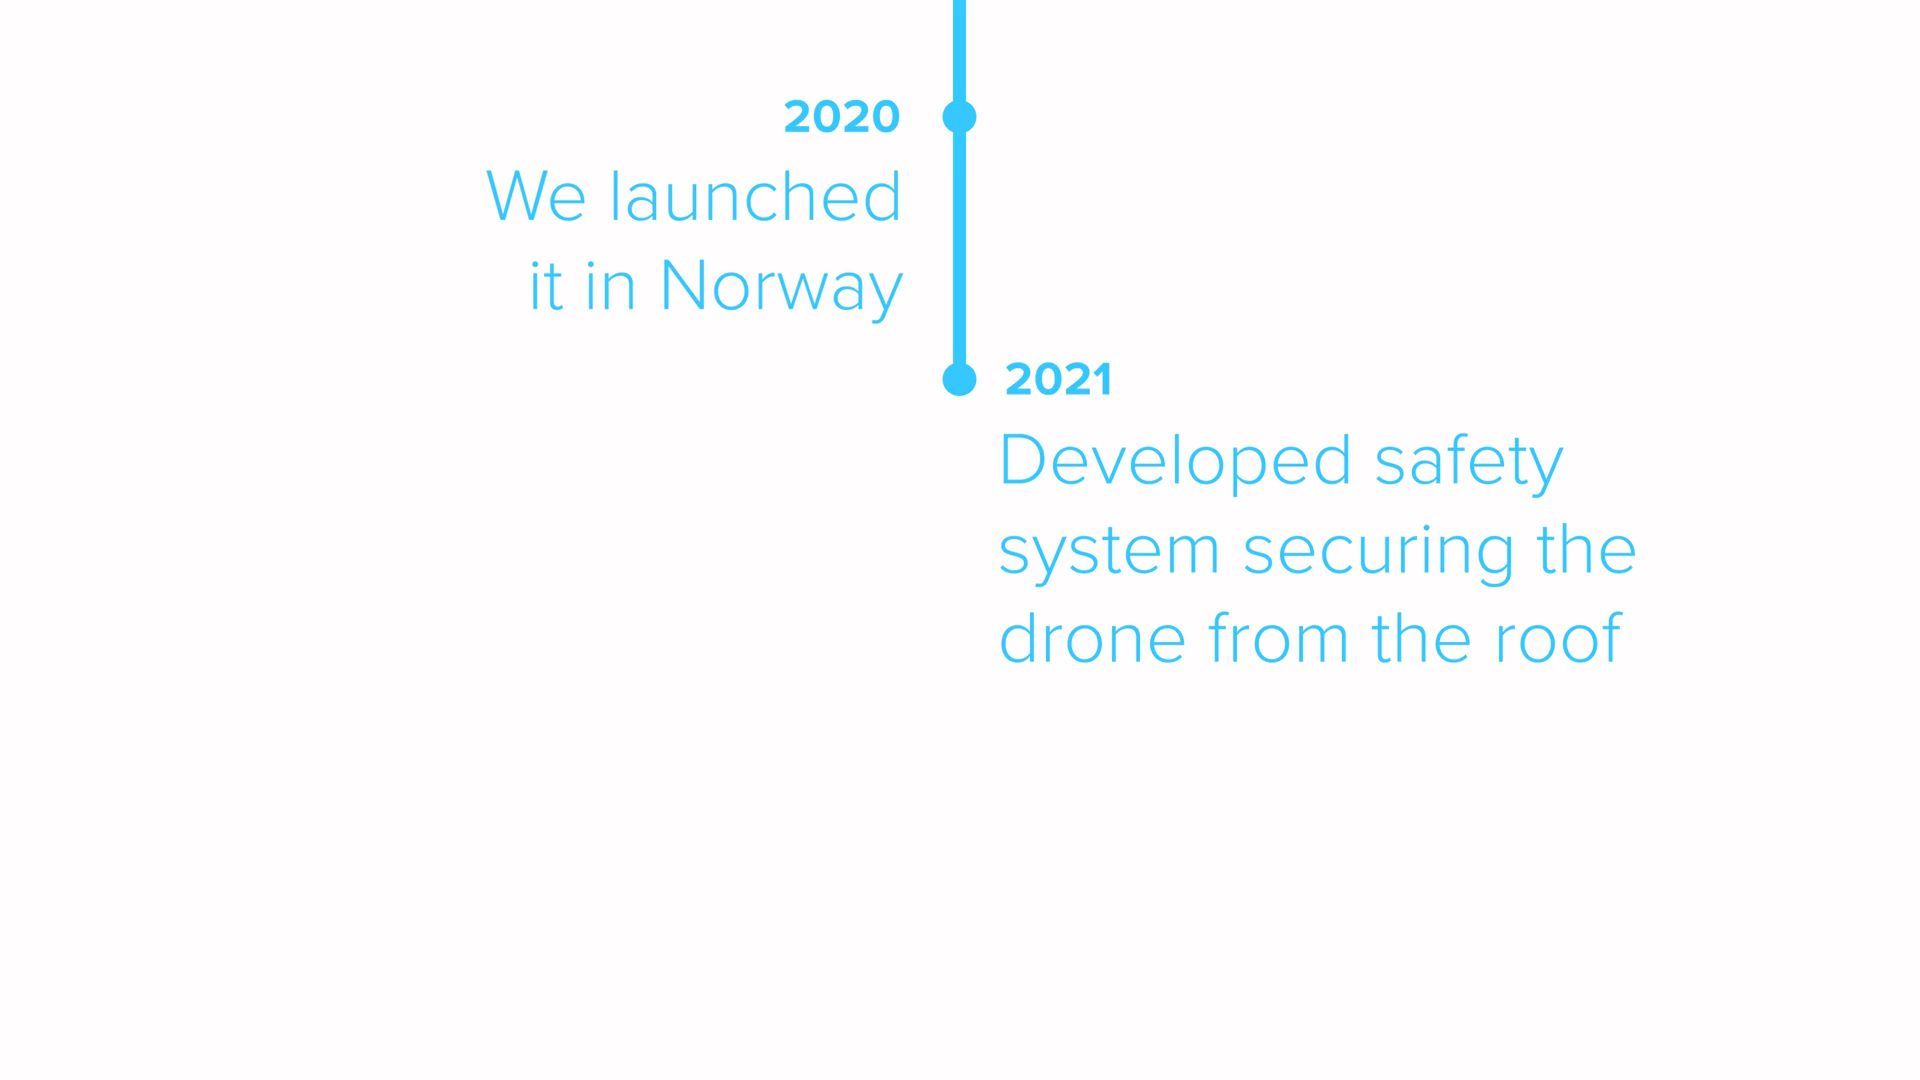 2020
We launched
it in Norway
2021
Developed safety
system securing the
drone from the roof